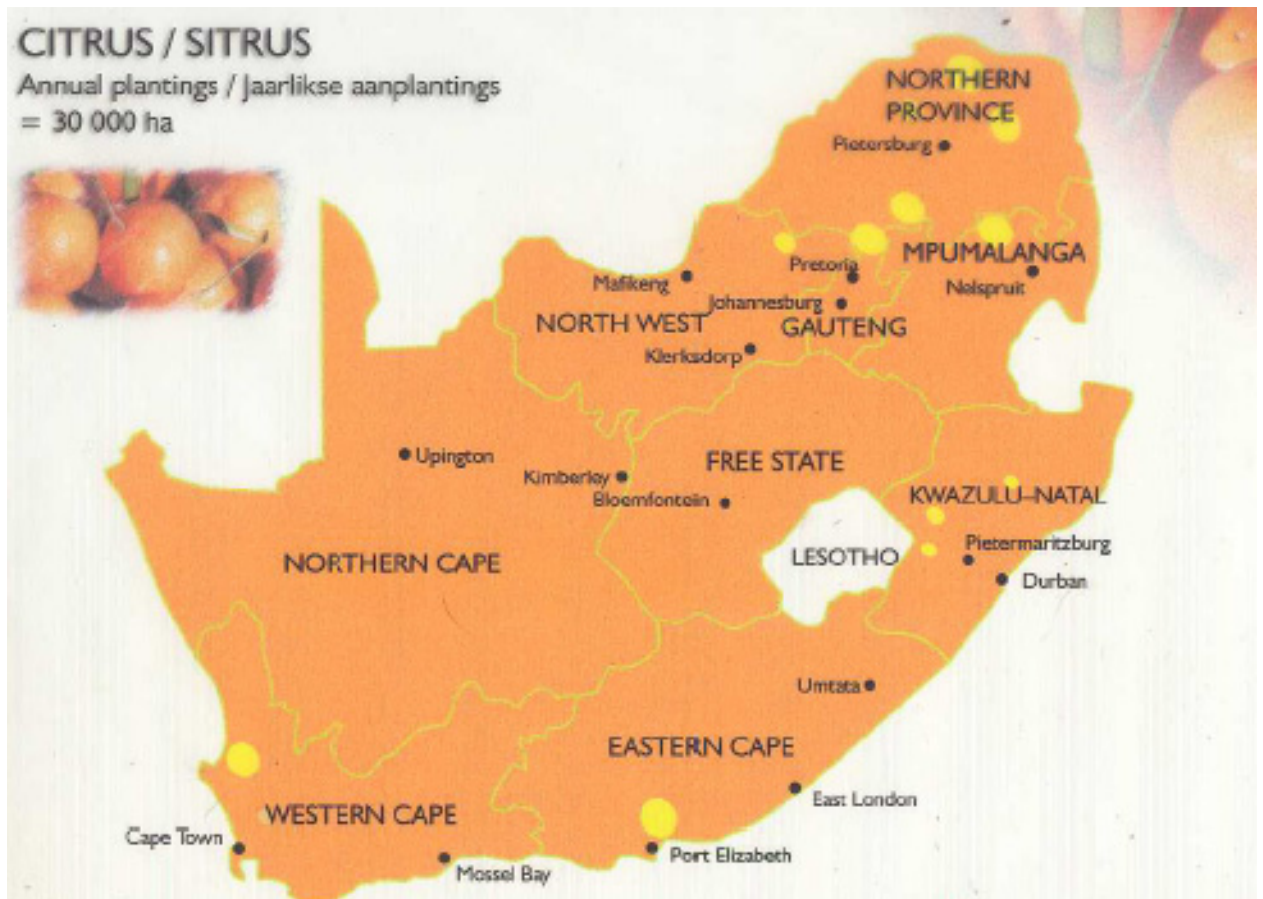 CITRUS / SITRUS
Annual plantings / Jaarlikse aanplantings
= 30 000 ha
NORTHERN
PROVINCE
Pietersburg
MPUMALANGA
Pretoria
Nelspruit
Mafikeng
Johannesburg
NORTH WEST
GAUTENG
Klerksdorp
Upington
FREE STATE
Kimberley
Bloemfontein
KWAZULU-NATAL
Pietermaritzburg
LESOTHO
NORTHERN CAPE
Durban
Umtata
EASTERN CAPE
East London
WESTERN CAPE
Cape Town
Port Elizabeth
Mossel Bay